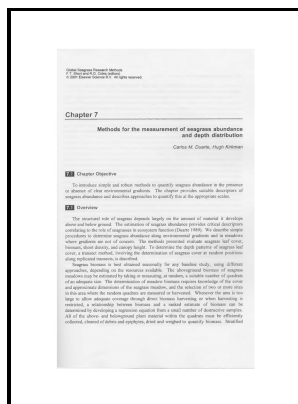 Global Seagrass Research Methods
F.T. Short and R.G. Coles (editors)
© 2001 Elsevier Science B.V. All rights reserved.
Chapter 7
Methods for the measurement of seagrass abundance
and depth distribution
Carlos M. Duarte, Hugh Kirkman
7.1 Chapter Objective
To introduce simple and robust methods to quantify seagrass abundance in the presence
or absence of clear environmental gradients. The chapter provides suitable descriptors of
seagrass abundance and describes approaches to quantify this at the appropriate scales.
7.2 Overview
The structural role of seagrass depends largely on the amount of material it develops
above and below ground. The estimation of seagrass abundance provides critical descriptors
correlating to the role of seagrasses in ecosystem function (Duarte 1989). We describe simple
procedures to determine seagrass abundance along environmental gradients and in meadows
where gradients are not of concern. The methods presented evaluate seagrass leaf cover,
biomass, shoot density, and canopy height. To determine the depth patterns of seagrass bed
cover, a transect method, involving the determination of seagrass cover at random positions
along replicated transects, is described.
Seagrass biomass is best obtained seasonally for any baseline study, using different
approaches, depending on the resources available. The aboveground biomass of seagrass
meadows may be estimated by taking or measuring, at random, a suitable number of quadrats
of an adequate size. The determination of meadow biomass requires knowledge of the cover
and approximate dimensions of the seagrass meadow, and the selection of two or more sites
in this area where the random quadrats are measured or harvested. Whenever the area is too
large to allow adequate coverage through direct biomass harvesting, or when harvesting is
restricted, a relationship between biomass and a ranked estimate of biomass can be
determined by developing a regression equation from a small number of destructive samples.
All of the above- and belowground plant material within the quadrats must be efficiently
collected, cleaned of debris and epiphytes, dried and weighed to quantify biomass. Stratified